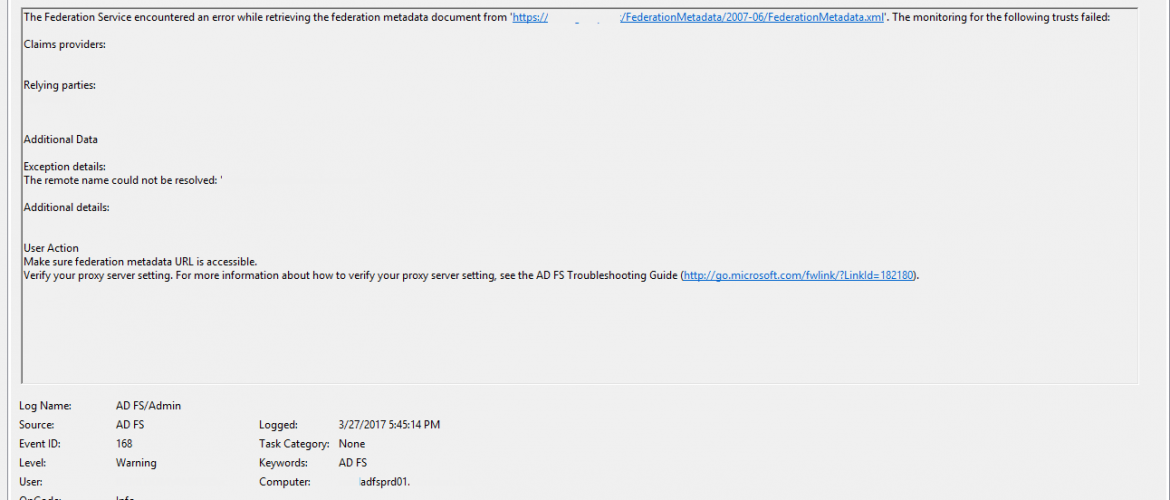 The Federation Service encountered an error while retrieving the federation metadata document from 'https:// /FederationMetadata/2007-06/FederationMetadata.xml'. The monitoring for the following trusts failed:
Claims providers:
Relying parties:
Additional Data
Exception details:
The remote name could not be resolved: '
Additional details:
User Action
Make sure federation metadata URL is accessible.
Verify your proxy server setting. For more information about how to verify your proxy server setting, see the AD FS Troubleshooting Guide (http://go.microsoft.com/fwlink/?LinkId=182180).
Log Name: AD FS/Admin
Source: AD FS Logged: 3/27/2017 5:45:14 PM
Event ID: 168 Task Category: None
Level: Warning Keywords: AD FS
User: Computer: adfsprd01.
OpCode: Info